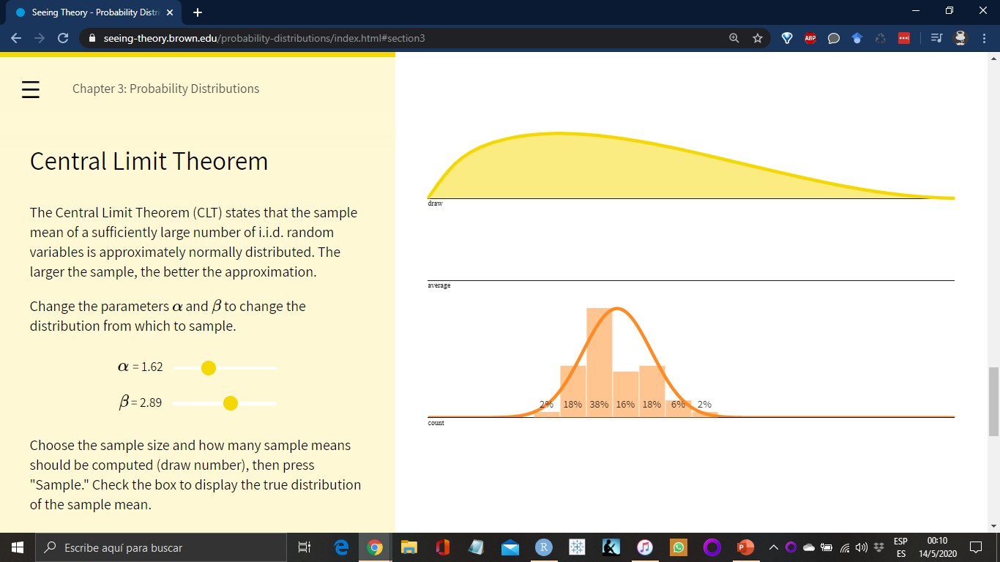 Seeing Theory - Probability Distri
seeing-theory.brown.edu/probability-distributions/index.html#section3
ABP
Chapter 3: Probability Distributions
Central Limit Theorem
The Central Limit Theorem (CLT) states that the sample
mean of a sufficiently large number of i.i.d. random
variables is approximately normally distributed. The
larger the sample, the better the approximation.
Change the parameters α and β to change the
distribution from which to sample.
α = 1.62
β = 2.89
Choose the sample size and how many sample means
should be computed (draw number), then press
"Sample." Check the box to display the true distribution
of the sample mean.
draw
average
2% 18% 38% 16% 18% 6% 2%
count
Escribe aquí para buscar
R
ESP
ES
00:10
14/5/2020